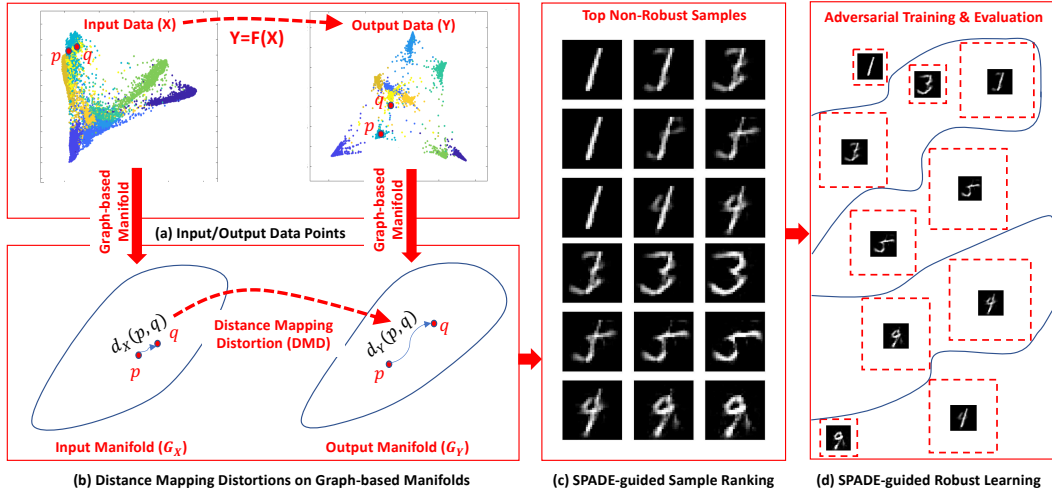 Input Data (X)
Y=F(X)
Output Data (Y)
p
q
q
p
Graph-based
Manifold
Graph-based
Manifold
(a) Input/Output Data Points
d_X(p,q)
q
p
Distance Mapping
Distortion (DMD)
d_Y(p,q)
q
p
Input Manifold (G_X)
Output Manifold (G_Y)
(b) Distance Mapping Distortions on Graph-based Manifolds
Top Non-Robust Samples
(c) SPADE-guided Sample Ranking
Adversarial Training & Evaluation
(d) SPADE-guided Robust Learning